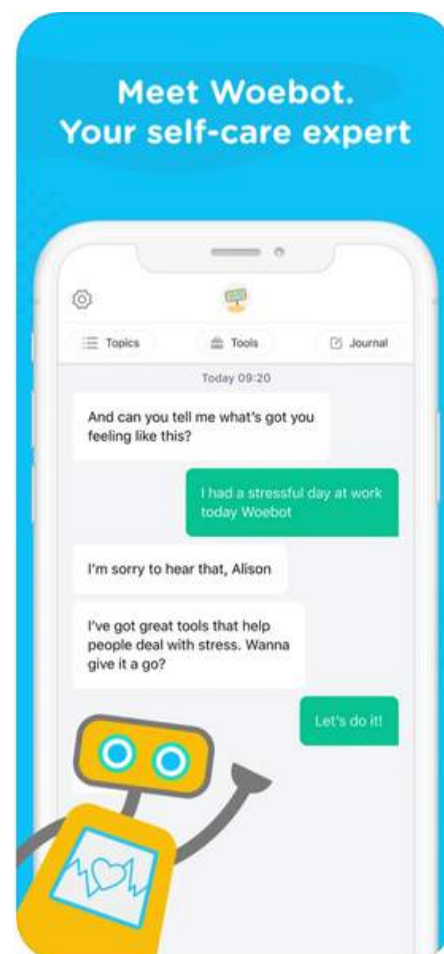 Meet Woebot.
Your self-care expert
Topics
Tools
Journal
Today 09:20
And can you tell me what's got you
feeling like this?
I had a stressful day at work
today Woebot
I'm sorry to hear that, Alison
I've got great tools that help
people deal with stress. Wanna
give it a go?
Let's do it!